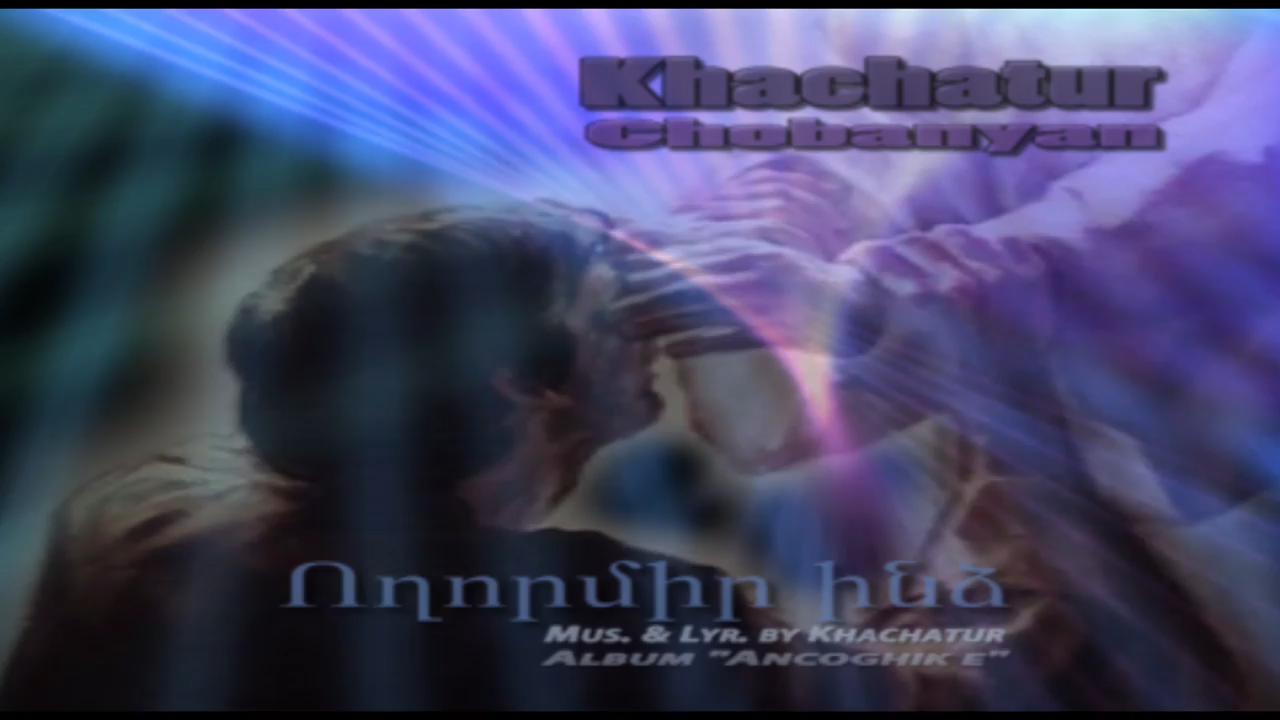 Khachatur
Chobanyan
Ողորմիր ինձ
Mus. & Lyr. by Khachatur
Album "Ancoghik e"